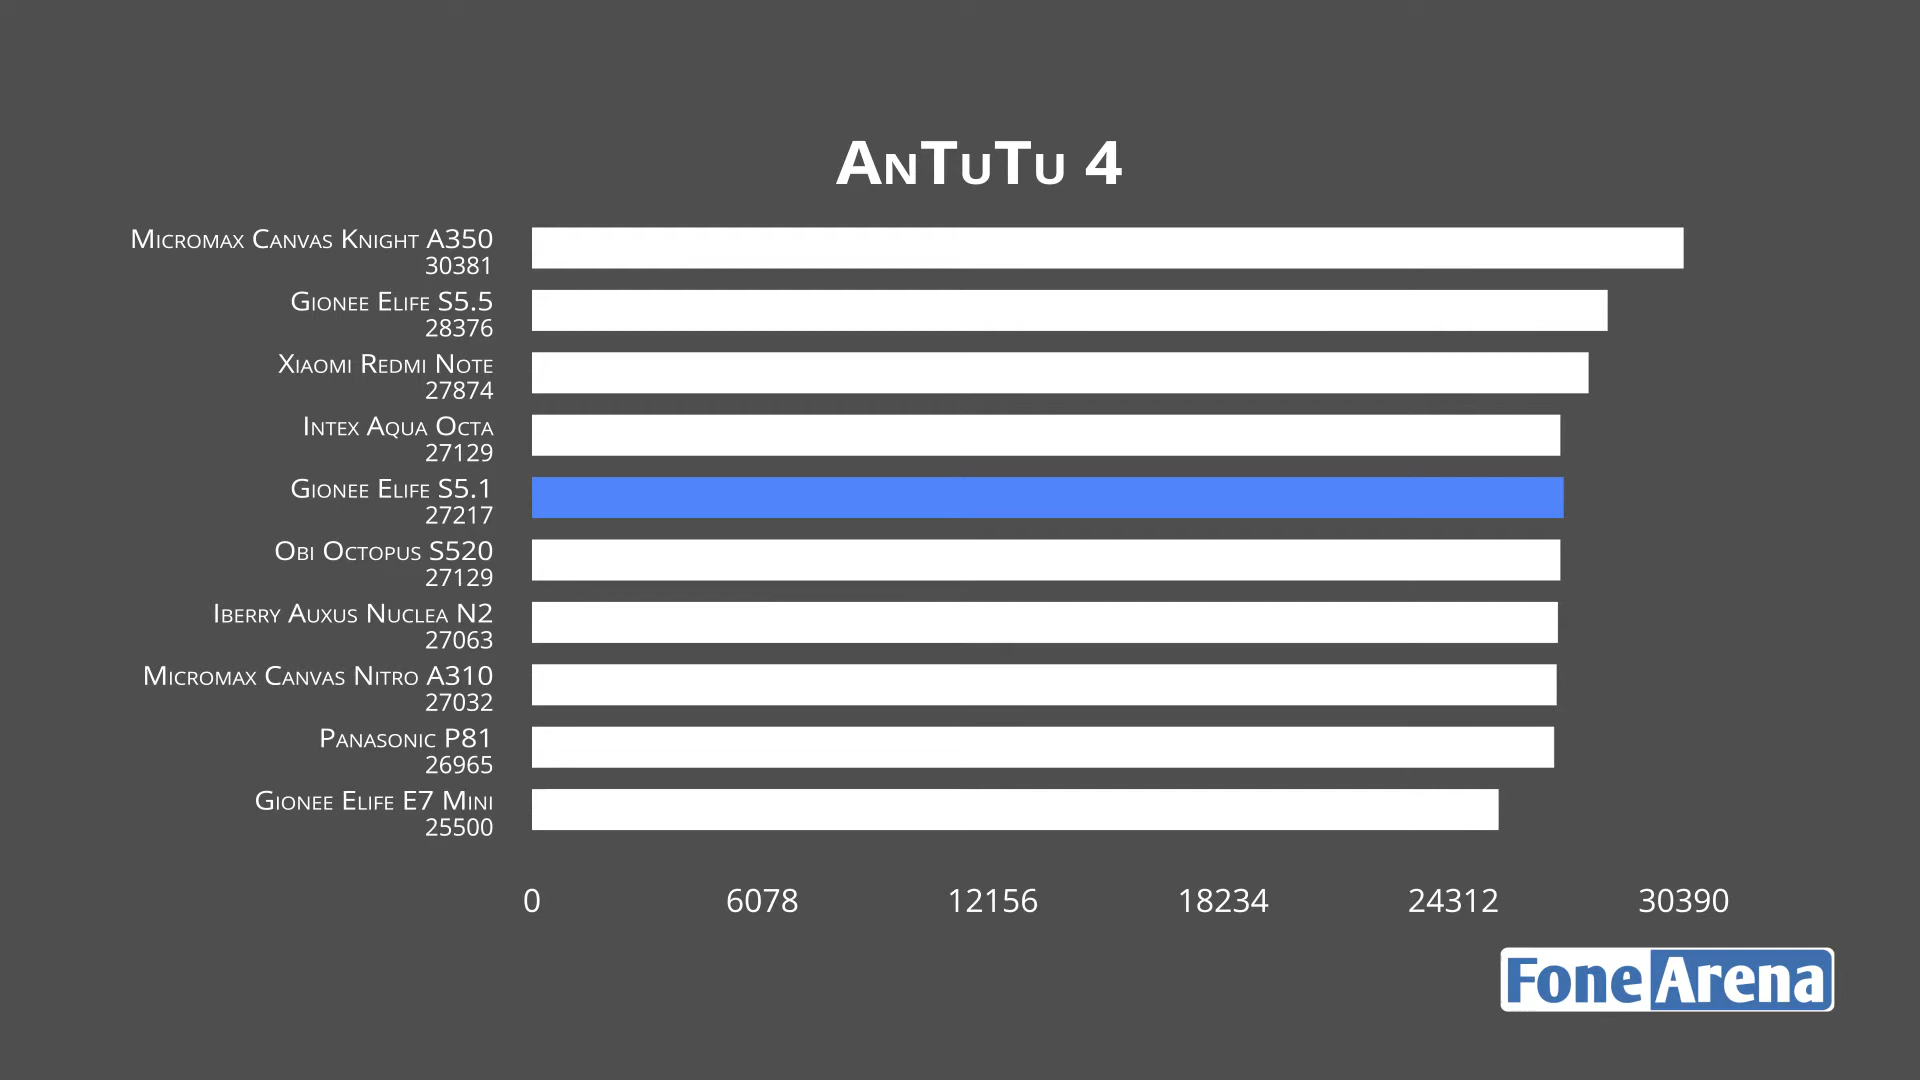 AnTuTu 4
Micromax Canvas Knight A350
30381
Gionee Elife S5.5
28376
Xiaomi Redmi Note
27874
Intex Aqua Octa
27129
Gionee Elife S5.1
27217
Obi Octopus S520
27129
Iberry Auxus Nuclea N2
27063
Micromax Canvas Nitro A310
27032
Panasonic P81
26965
Gionee Elife E7 Mini
25500
0 6078 12156 18234 24312 30390
FoneArena